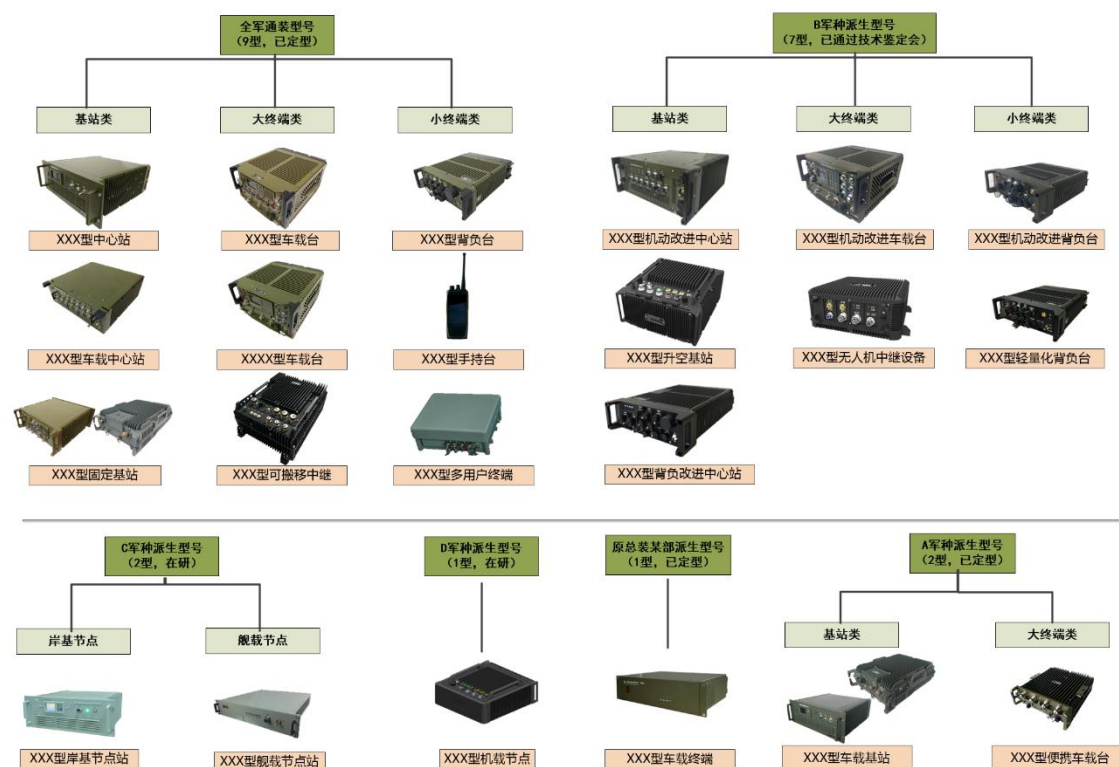 全军通装型号
（9型，已定型）
基站类
大终端类
小终端类
XXX型中心站
XXX型车载台
XXX型背负台
XXX型车载中心站
XXXX型车载台
XXX型手持台
XXX型固定基站
XXX型可搬移中继
XXX型多用户终端
B军种派生型号
（7型，已通过技术鉴定会）
基站类
大终端类
小终端类
XXX型机动改进中心站
XXX型机动改进车载台
XXX型机动改进背负台
XXX型升空基站
XXX型无人机中继设备
XXX型轻量化背负台
XXX型背负改进中心站
C军种派生型号
（2型，在研）
岸基节点
舰载节点
XXX型岸基节点站
XXX型舰载节点站
D军种派生型号
（1型，在研）
XXX型机载节点
原总装某部派生型号
（1型，已定型）
XXX型车载终端
A军种派生型号
（2型，已定型）
基站类
大终端类
XXX型车载基站
XXX型便携车载台